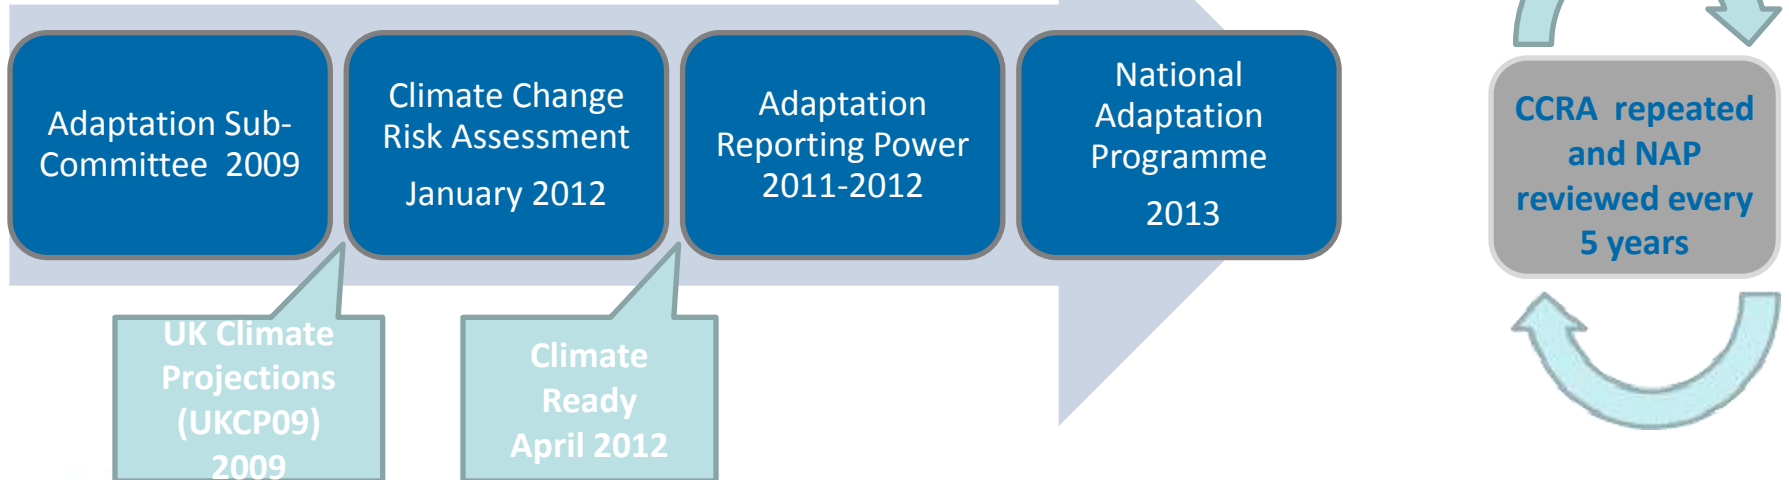 Adaptation Sub-
Committee 2009
Climate Change
Risk Assessment
January 2012
Adaptation
Reporting Power
2011-2012
National
Adaptation
Programme
2013
CCRA repeated
and NAP
reviewed every
5 years
UK Climate
Projections
(UKCP09)
2009
Climate
Ready
April 2012